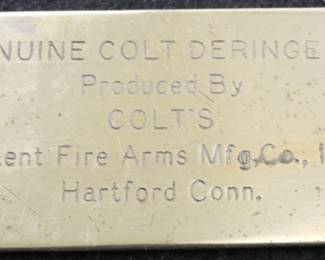 NUINE COLT DERINGE
Produced By
COLT'S
ent Fire Arms Mfg.Co., I
Hartford Conn.